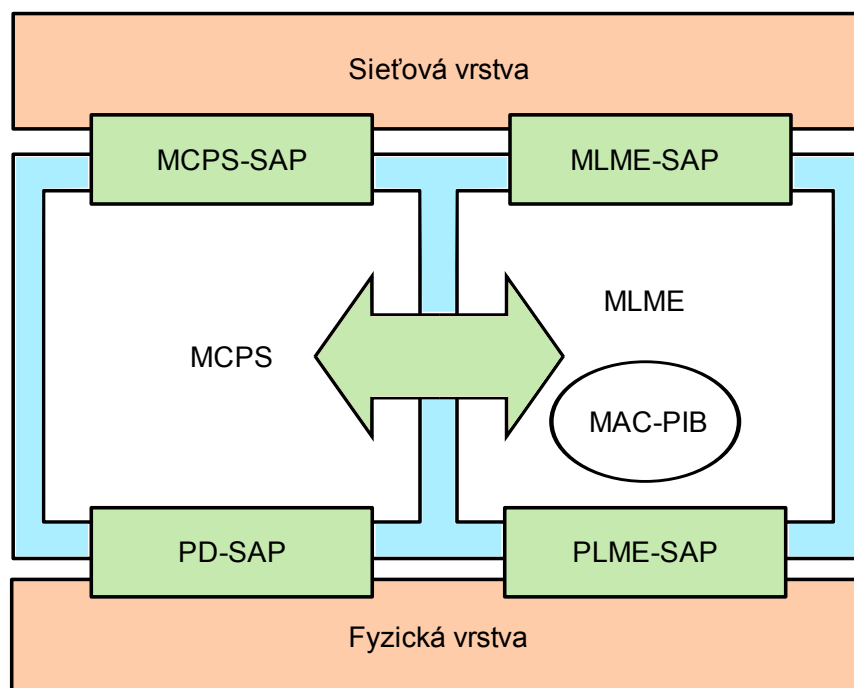 Sieťová vrstva
MCPS-SAP
MLME-SAP
MLME
MCPS
MAC-PIB
PD-SAP
PLME-SAP
Fyzická vrstva